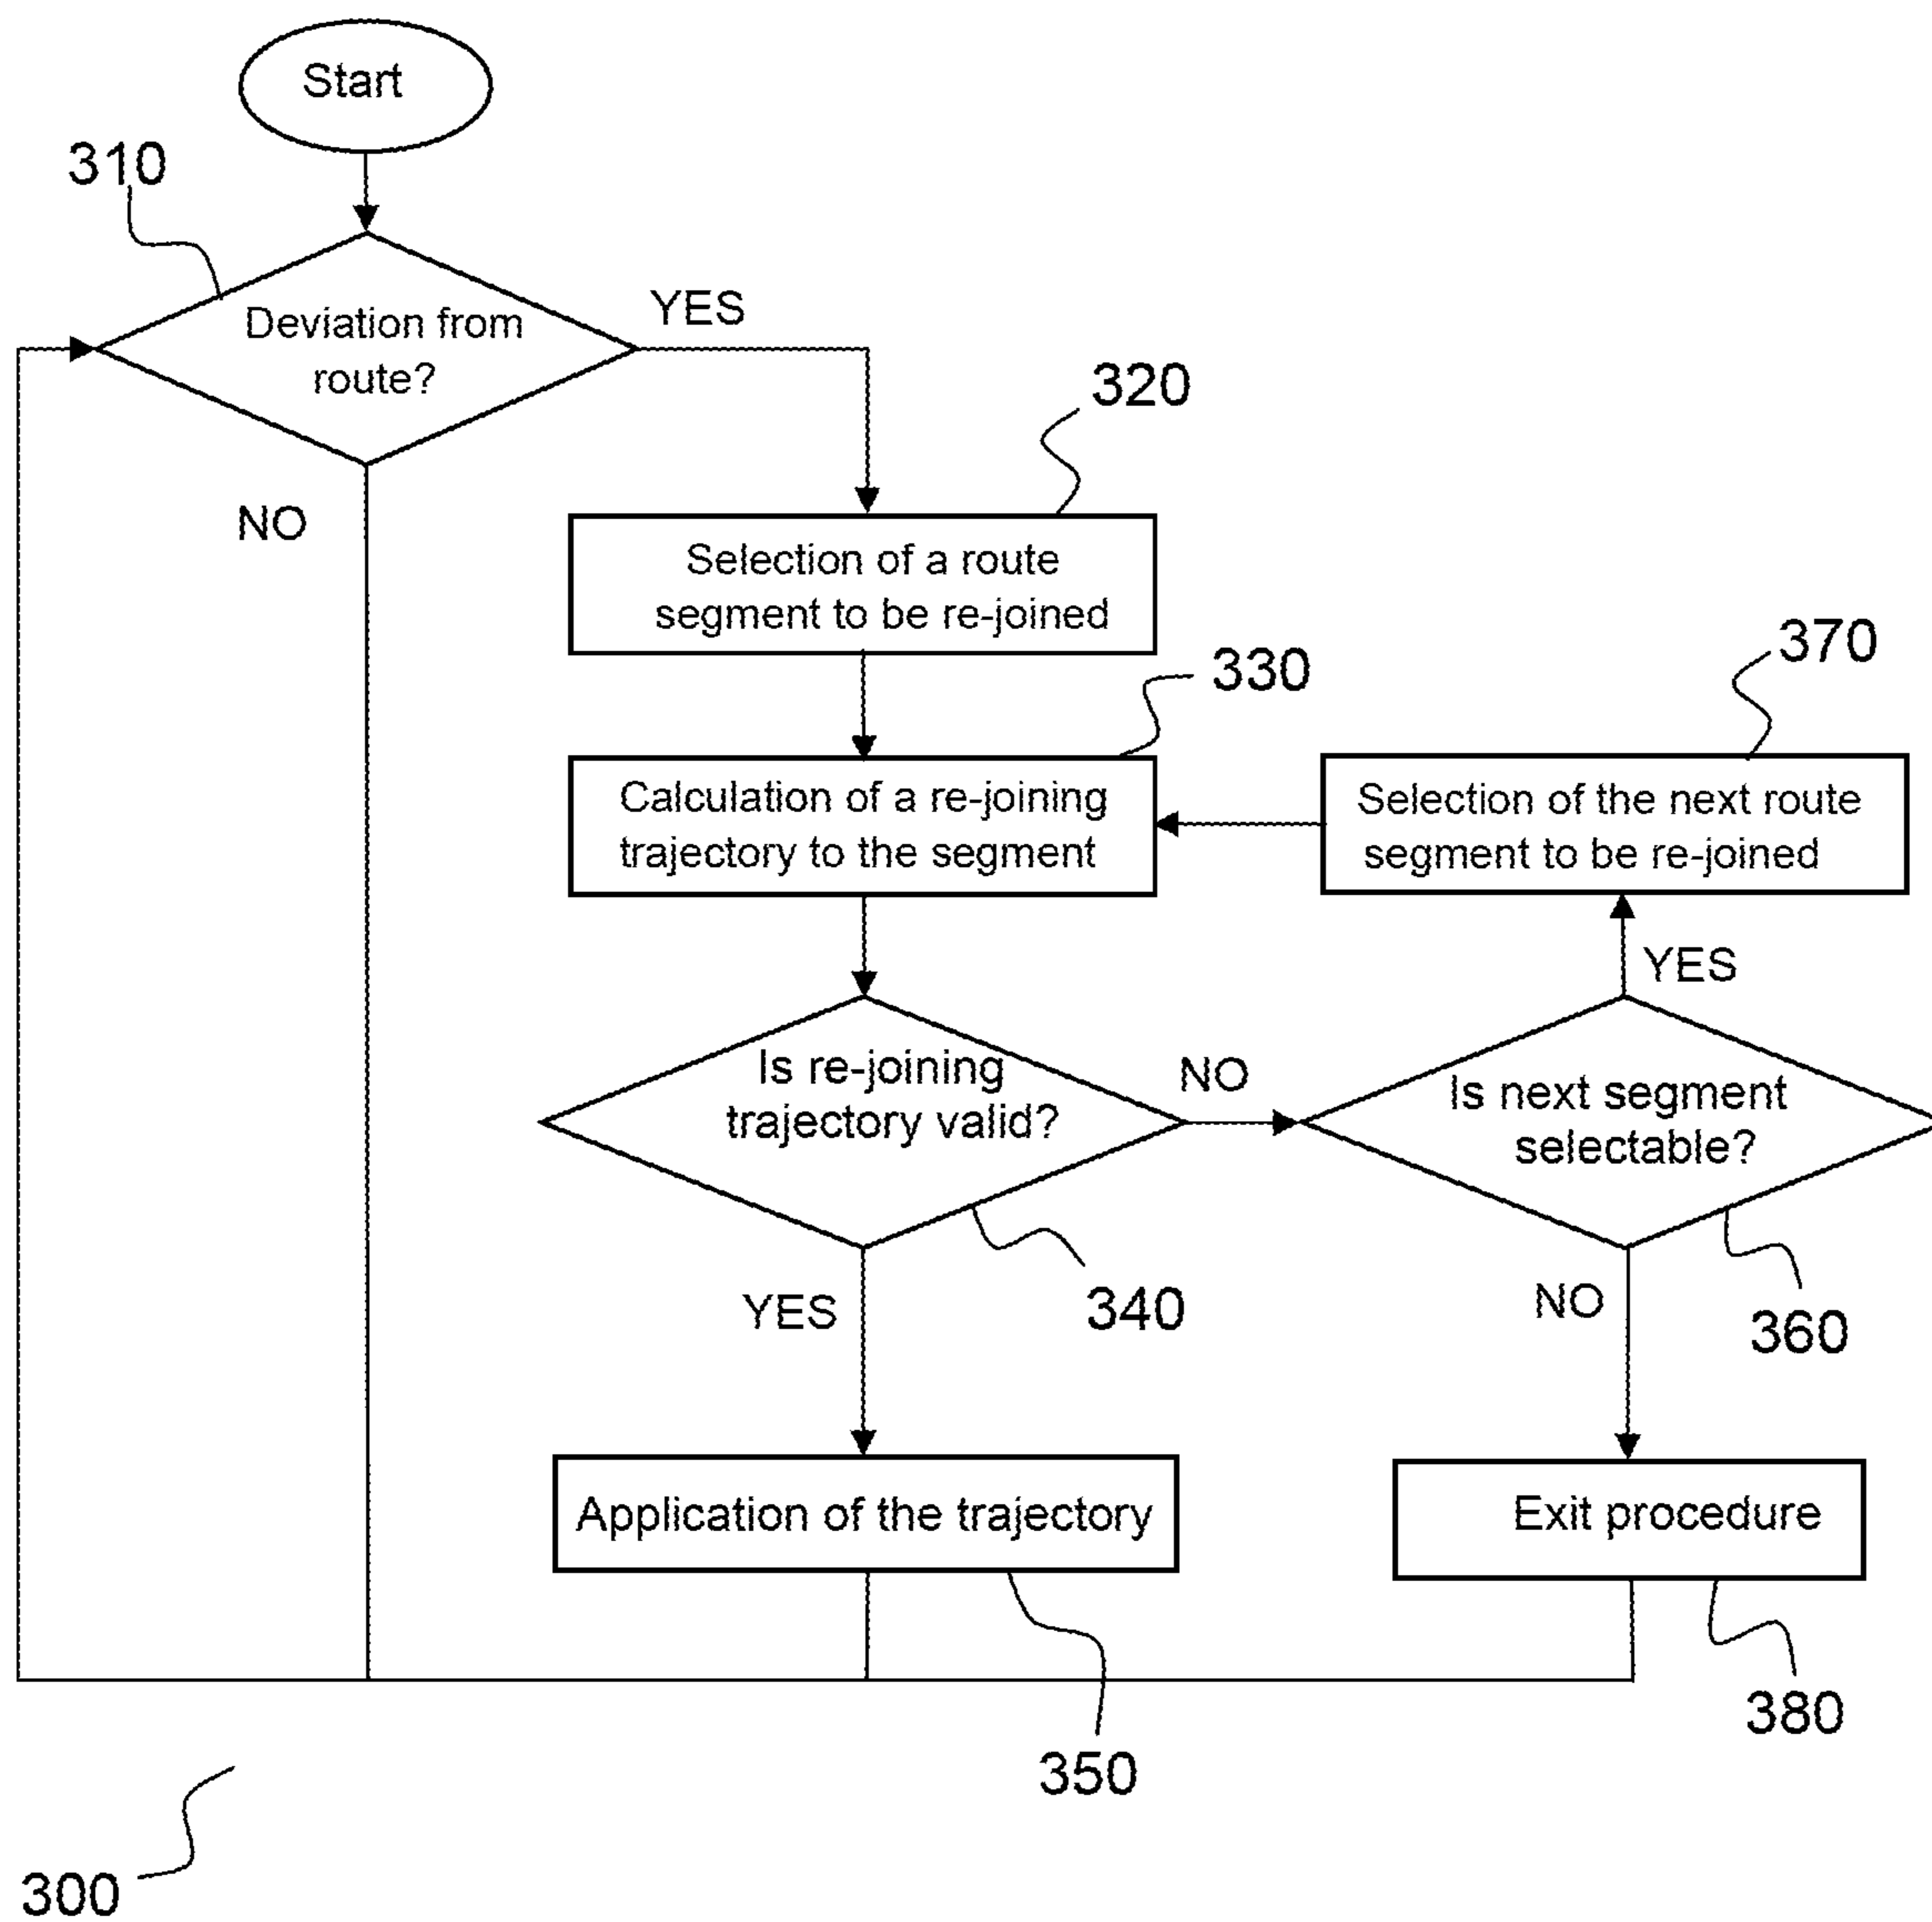 Start
310
Deviation from
route?
YES
NO
320
Selection of a route
segment to be re-joined
330
370
Calculation of a re-joining
trajectory to the segment
Selection of the next route
segment to be re-joined
YES
Is re-joining
trajectory valid?
NO
Is next segment
selectable?
YES
340
NO
360
Application of the trajectory
Exit procedure
350
380
300